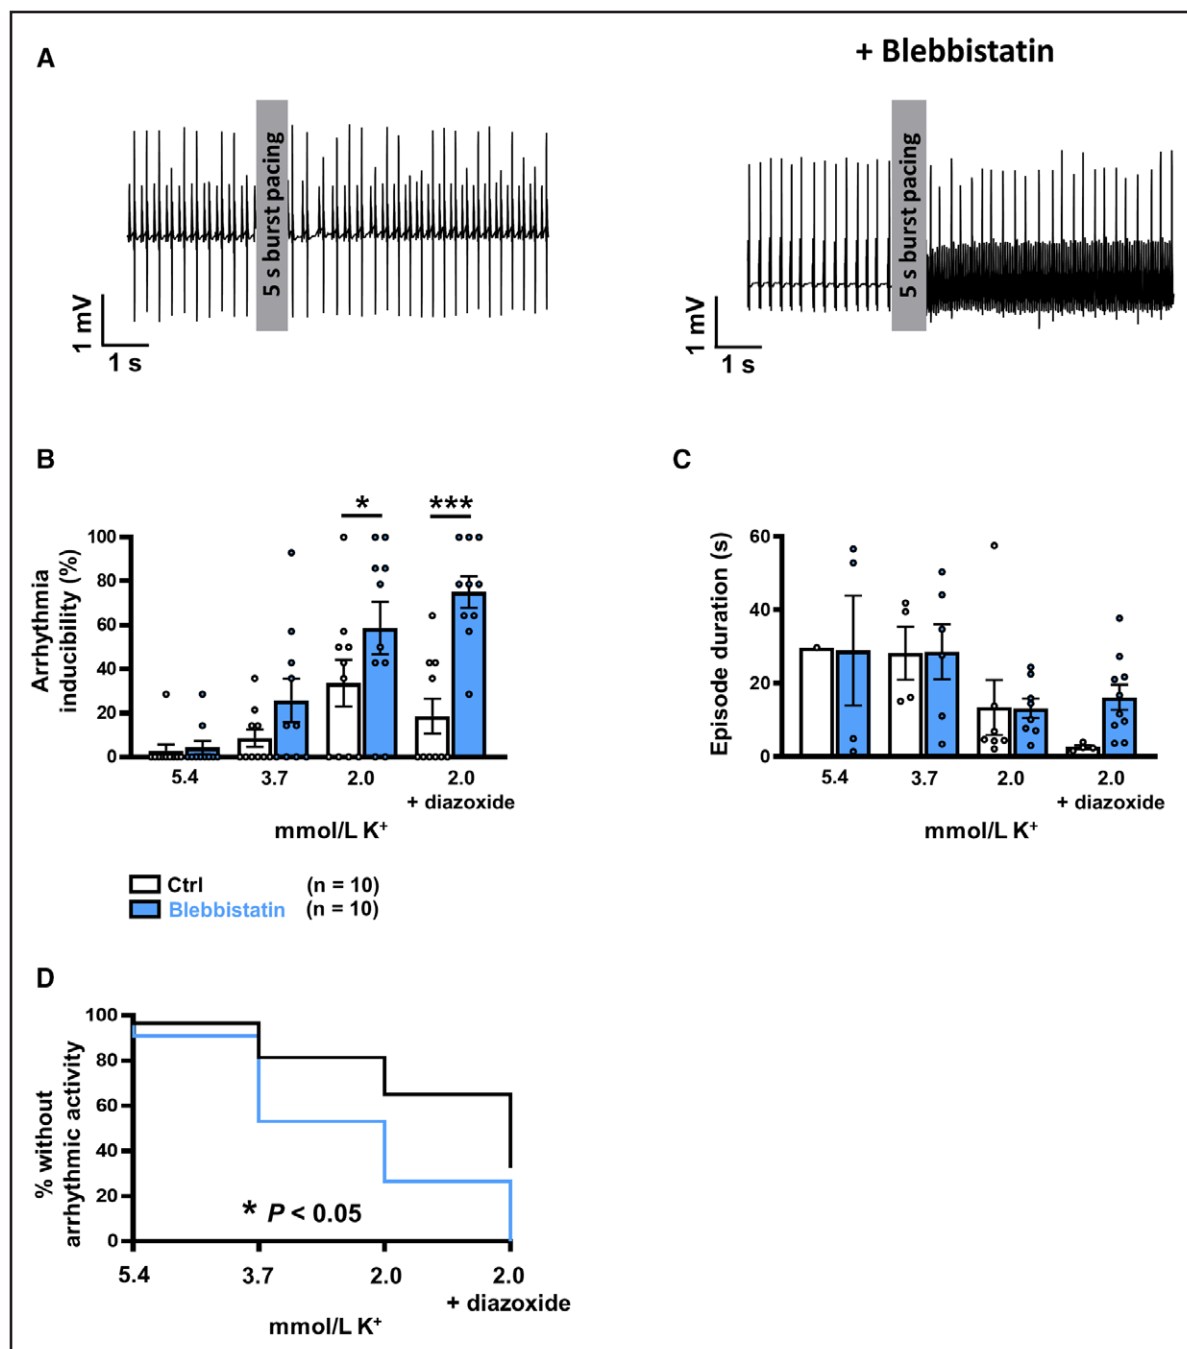 A
+ Blebbistatin
5 s burst pacing
1 mV
1 s
5 s burst pacing
1 mV
1 s
B
Arrhythmia
inducibility (%)
100
80
60
40
20
0
*
***
5.4
3.7
2.0
2.0
+ diazoxide
mmol/L K⁺
Ctrl (n = 10)
Blebbistatin (n = 10)
C
Episode duration (s)
60
40
20
0
5.4
3.7
2.0
2.0
+ diazoxide
mmol/L K⁺
D
% without
arrhythmic activity
100
80
60
40
20
0
* P < 0.05
5.4
3.7
2.0
2.0
+ diazoxide
mmol/L K⁺